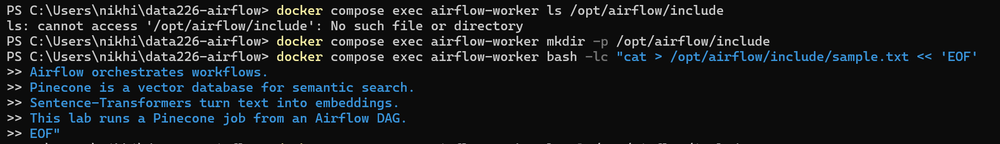 PS C:\Users\nikhi\data226-airflow> docker compose exec airflow-worker ls /opt/airflow/include
ls: cannot access '/opt/airflow/include': No such file or directory
PS C:\Users\nikhi\data226-airflow> docker compose exec airflow-worker mkdir -p /opt/airflow/include
PS C:\Users\nikhi\data226-airflow> docker compose exec airflow-worker bash -lc "cat > /opt/airflow/include/sample.txt << 'EOF'
>> Airflow orchestrates workflows.
>> Pinecone is a vector database for semantic search.
>> Sentence-Transformers turn text into embeddings.
>> This lab runs a Pinecone job from an Airflow DAG.
>> EOF"